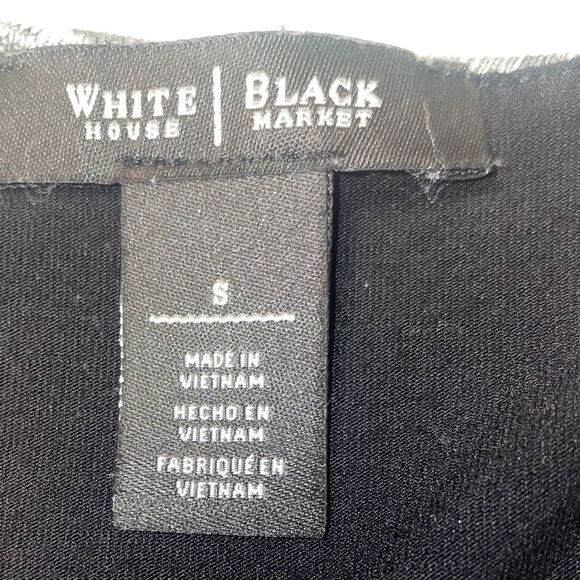 WHITE | BLACK
HOUSE MARKET
S
MADE IN
VIETNAM
HECHO EN
VIETNAM
FABRIQUÉ EN
VIETNAM